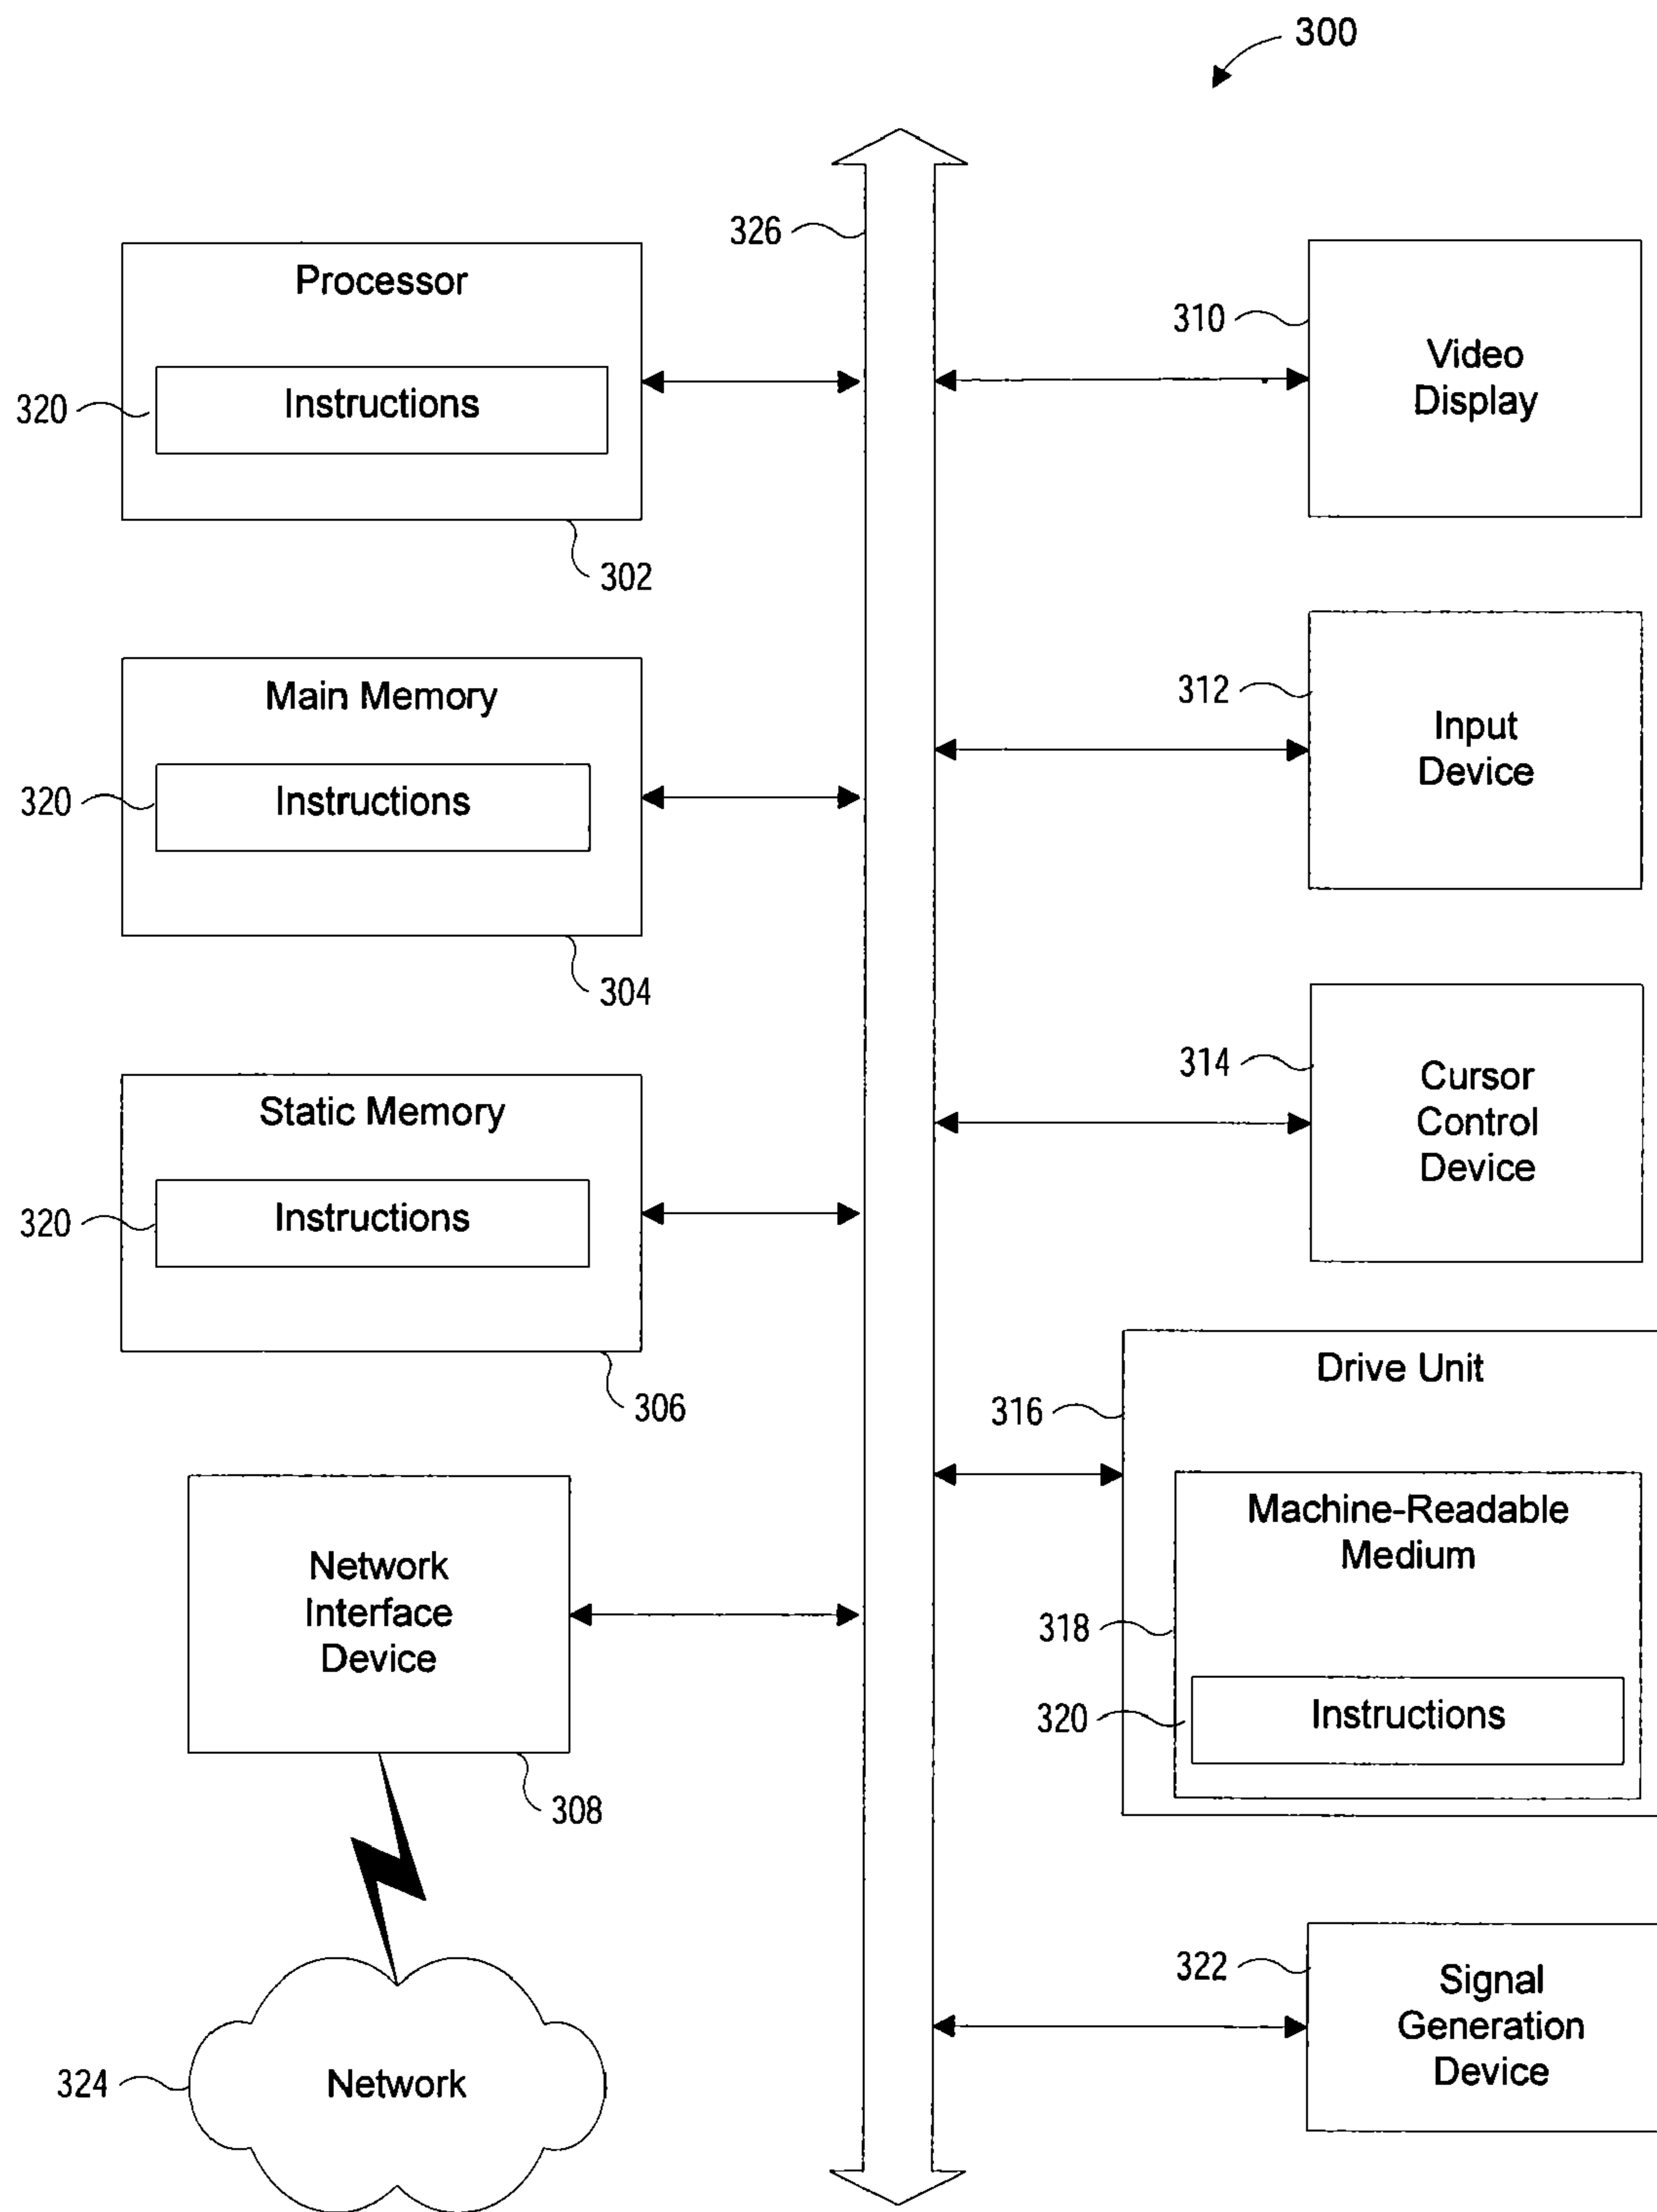 300
326
Processor
320
Instructions
302
310
Video
Display
Main Memory
320
Instructions
304
312
Input
Device
Static Memory
320
Instructions
306
314
Cursor
Control
Device
Network
Interface
Device
308
Drive Unit
316
Machine-Readable
Medium
318
320
Instructions
324
Network
322
Signal
Generation
Device